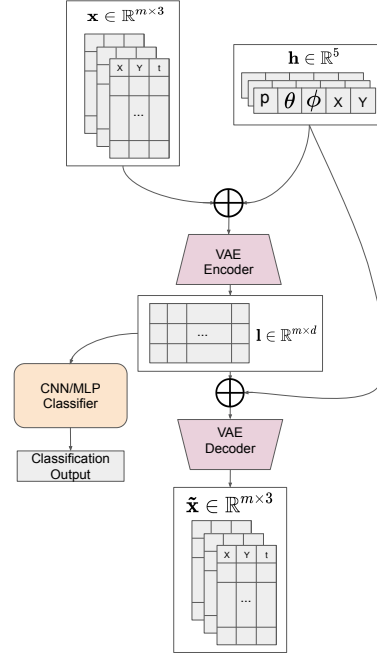 x ∈ ℝ^{m×3}
X Y t
...
h ∈ ℝ^5
p θ ϕ X Y
VAE
Encoder
...
l ∈ ℝ^{m×d}
CNN/MLP
Classifier
VAE
Decoder
Classification
Output
x̃ ∈ ℝ^{m×3}
X Y t
...